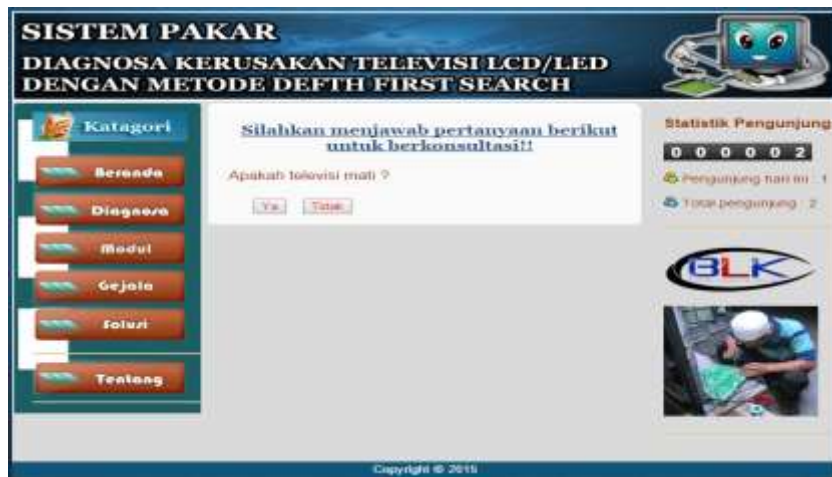 SISTEM PAKAR
DIAGNOSA KERUSAKAN TELEVISI LCD/LED
DENGAN METODE DEFTH FIRST SEARCH
Katagori
Beranda
Diagnosa
Modul
Gejala
Solusi
Tentang
Silahkan menjawab pertanyaan berikut
untuk berkonsultasi!!
Apakah televisi mati ?
Ya Tidak
Statistik Pengunjung
0 0 0 0 0 2
Pengunjung hari ini : 1
Total pengunjung : 2
BLK
Copyright © 2015